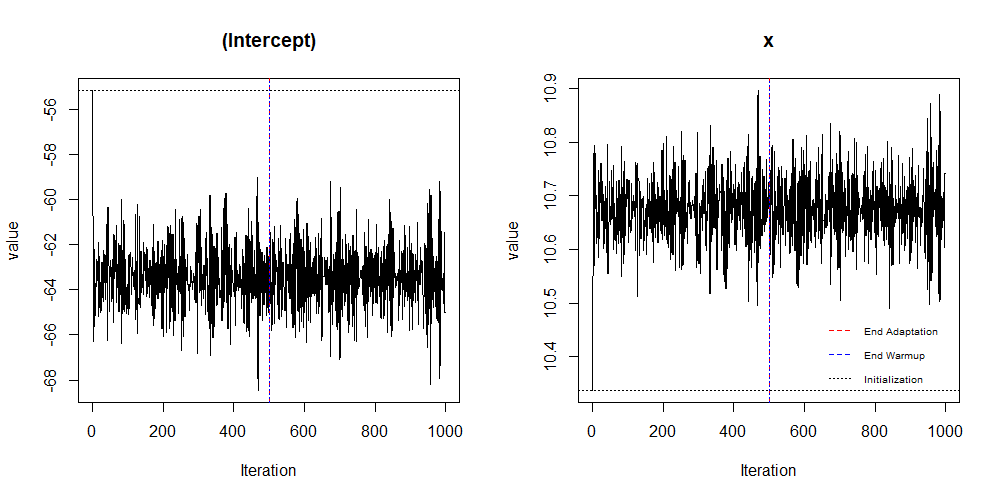 (Intercept)
value
-56
-58
-60
-62
-64
-66
-68
0
200
400
600
800
1000
Iteration
x
value
10.9
10.8
10.7
10.6
10.5
10.4
End Adaptation
End Warmup
Initialization
0
200
400
600
800
1000
Iteration